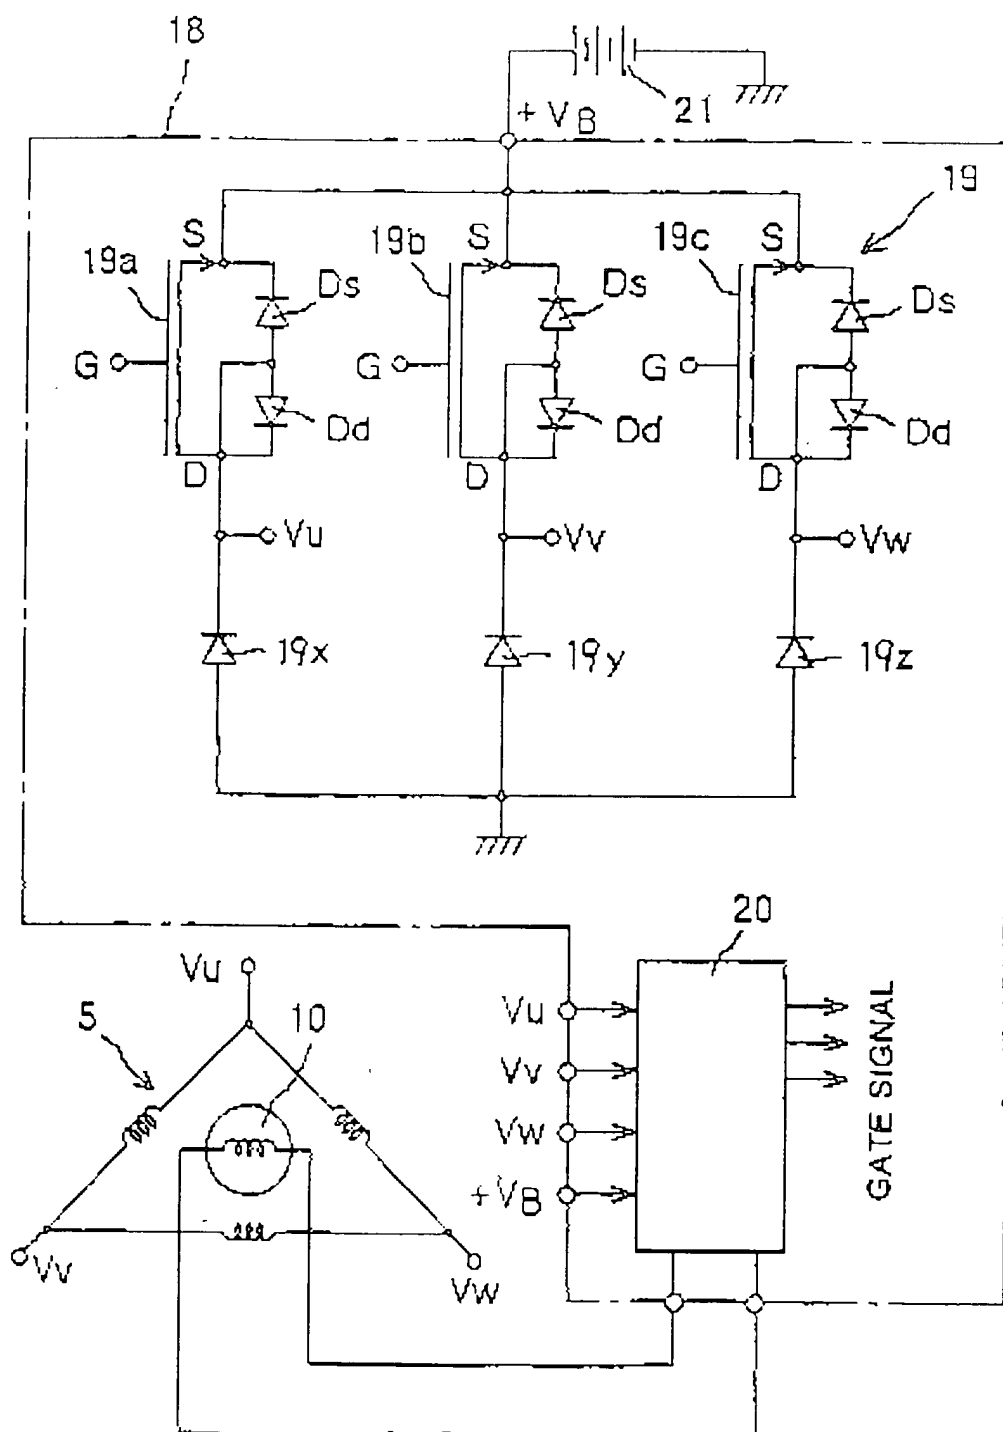 18
21
+VB
19
19a
S
19b
S
19c
S
Ds
Ds
Ds
G
G
G
Dd
Dd
Dd
D
D
D
Vu
Vv
Vw
19x
19y
19z
20
Vu
5
10
Vu
Vv
Vw
+VB
GATE SIGNAL
Vv
Vw